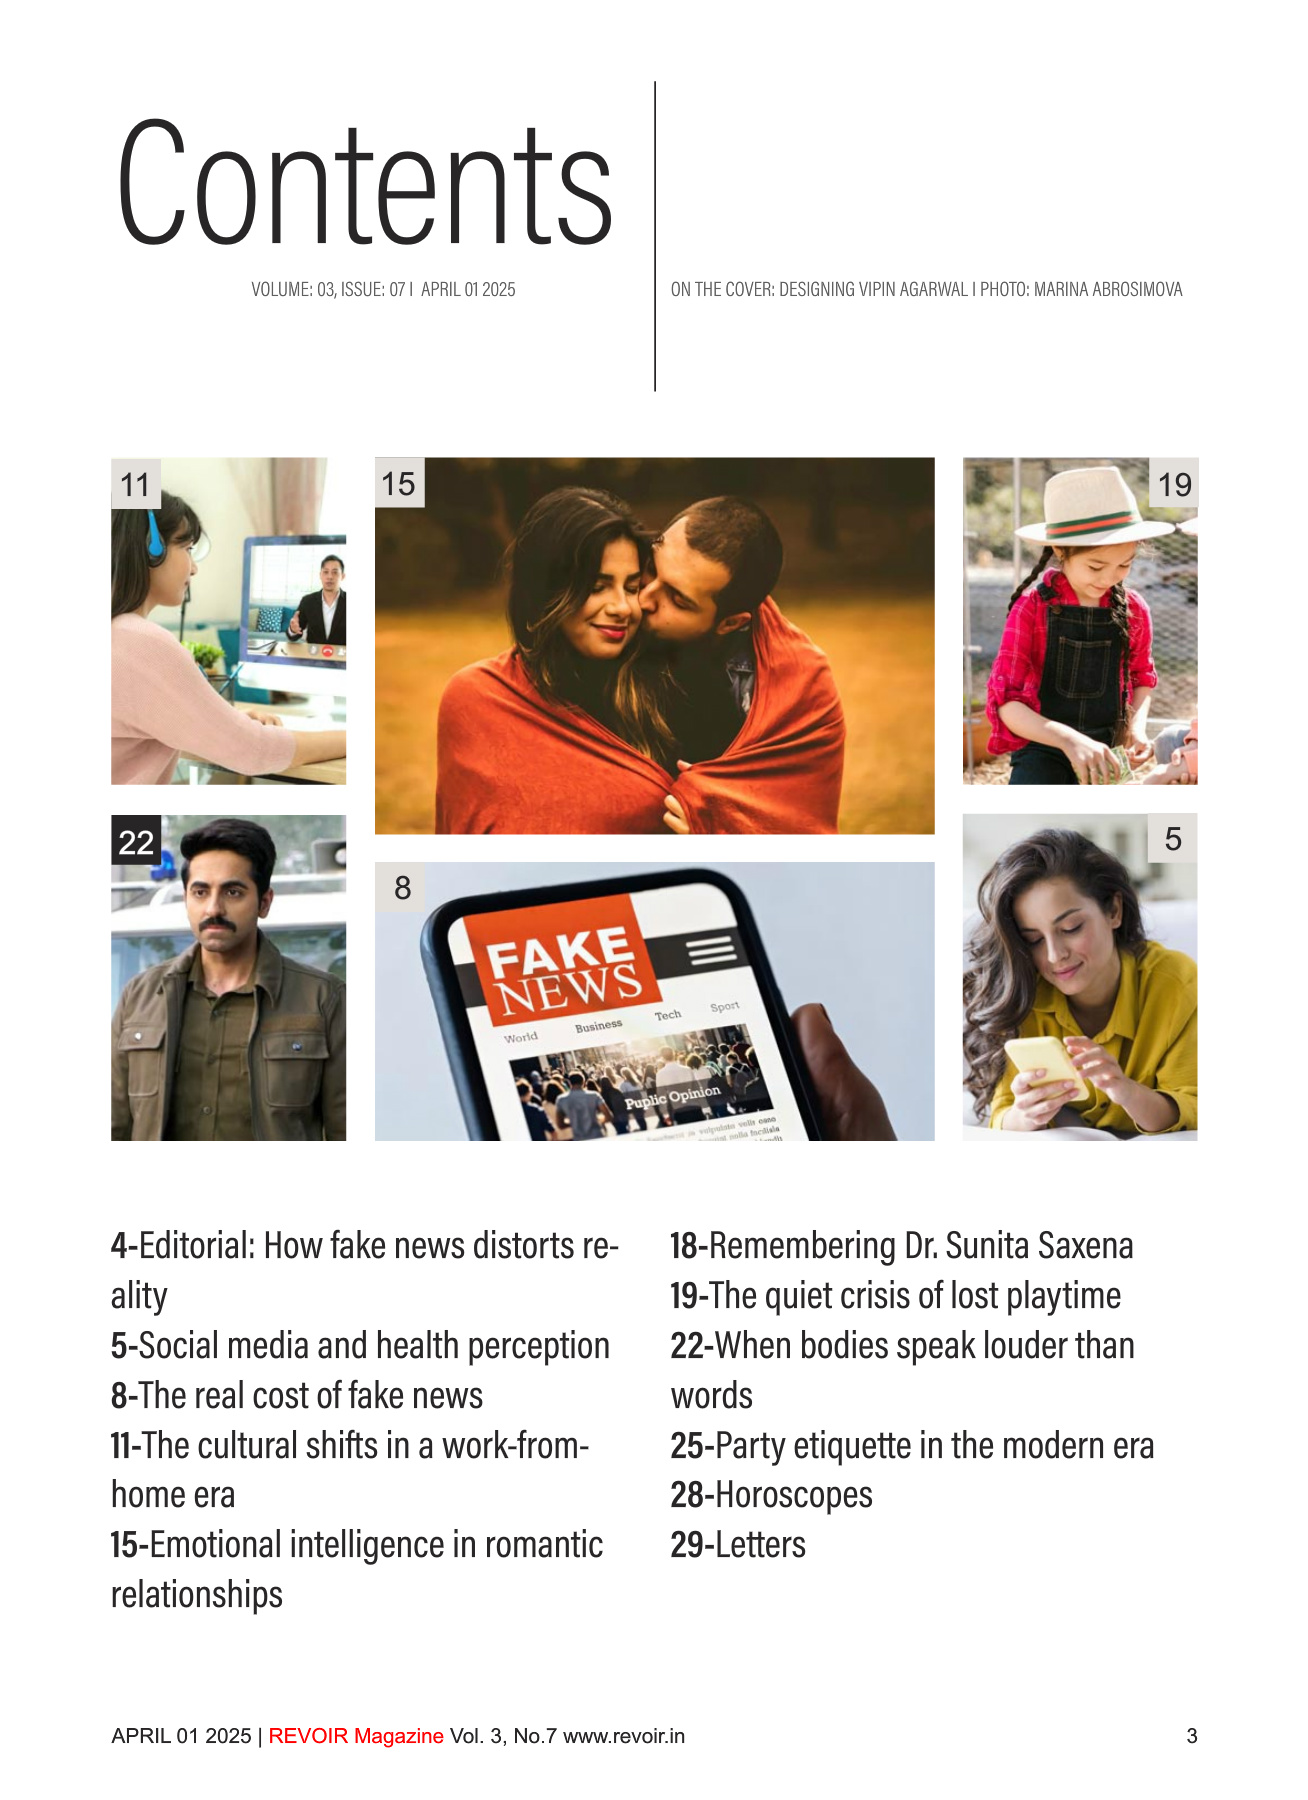 Contents
VOLUME: 03, ISSUE: 07 I APRIL 01 2025
ON THE COVER: DESIGNING VIPIN AGARWAL I PHOTO: MARINA ABROSIMOVA
11
15
19
22
8
5
FAKE
NEWS
World Business Tech Sport
Puplic Opinion
4-Editorial: How fake news distorts re-
ality
5-Social media and health perception
8-The real cost of fake news
11-The cultural shifts in a work-from-
home era
15-Emotional intelligence in romantic
relationships
18-Remembering Dr. Sunita Saxena
19-The quiet crisis of lost playtime
22-When bodies speak louder than
words
25-Party etiquette in the modern era
28-Horoscopes
29-Letters
APRIL 01 2025 | REVOIR Magazine Vol. 3, No.7 www.revoir.in
3